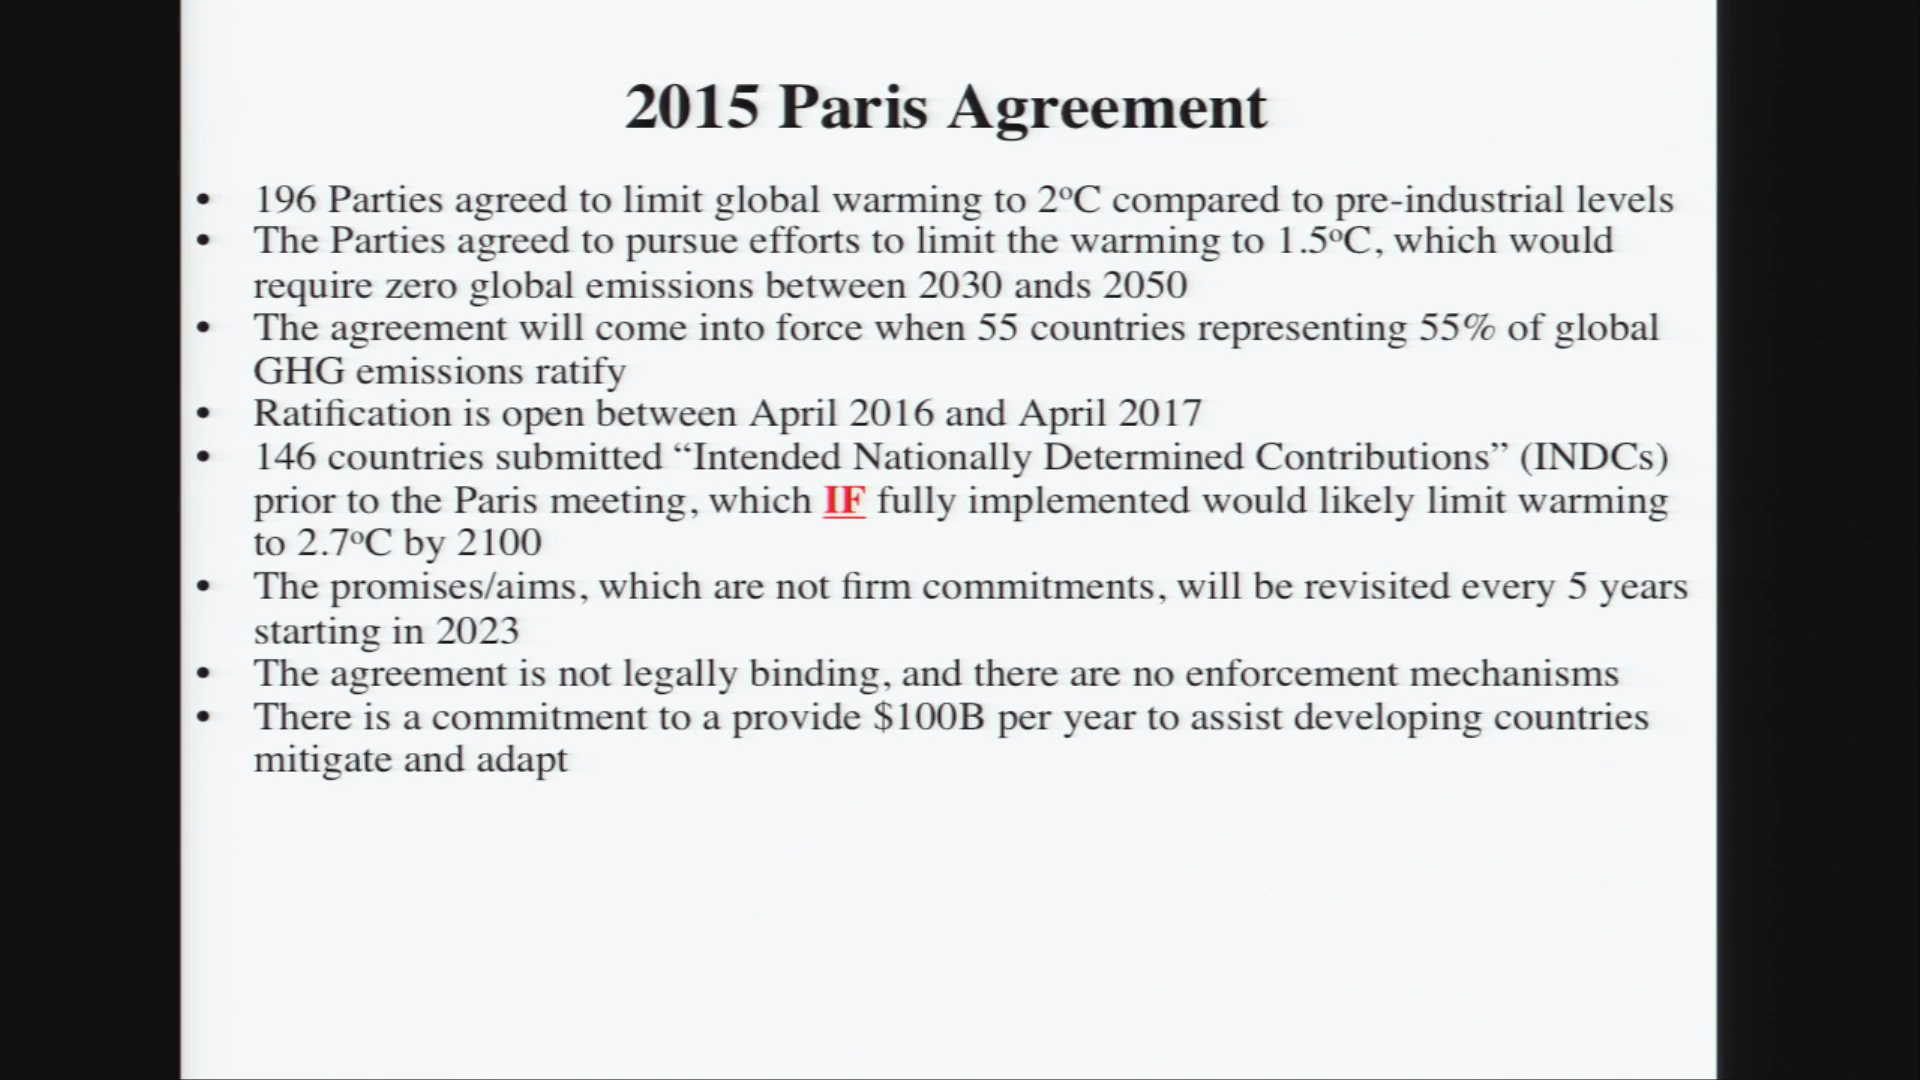 2015 Paris Agreement
• 196 Parties agreed to limit global warming to 2ºC compared to pre-industrial levels
• The Parties agreed to pursue efforts to limit the warming to 1.5ºC, which would
require zero global emissions between 2030 ands 2050
• The agreement will come into force when 55 countries representing 55% of global
GHG emissions ratify
• Ratification is open between April 2016 and April 2017
• 146 countries submitted “Intended Nationally Determined Contributions” (INDCs)
prior to the Paris meeting, which IF fully implemented would likely limit warming
to 2.7ºC by 2100
• The promises/aims, which are not firm commitments, will be revisited every 5 years
starting in 2023
• The agreement is not legally binding, and there are no enforcement mechanisms
• There is a commitment to a provide $100B per year to assist developing countries
mitigate and adapt